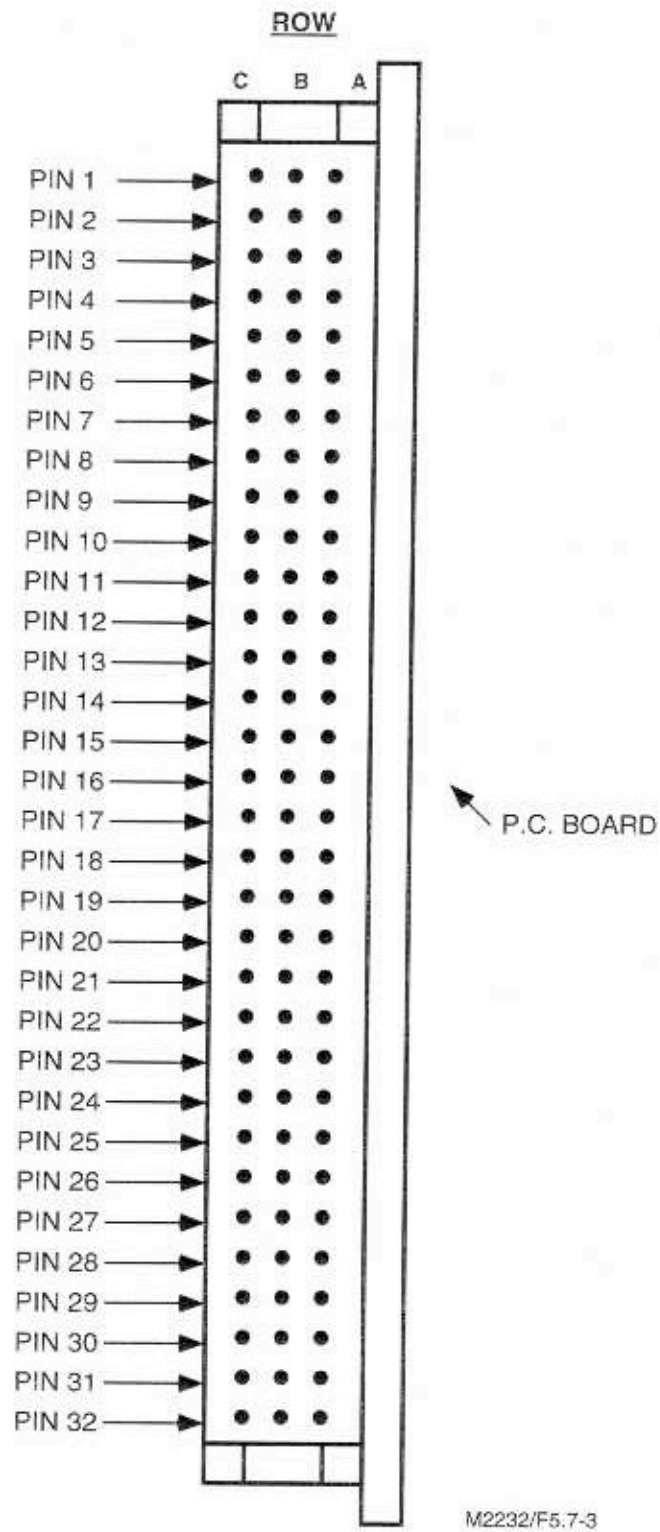 ROW
C B A
PIN 1
PIN 2
PIN 3
PIN 4
PIN 5
PIN 6
PIN 7
PIN 8
PIN 9
PIN 10
PIN 11
PIN 12
PIN 13
PIN 14
PIN 15
PIN 16
PIN 17
P.C. BOARD
PIN 18
PIN 19
PIN 20
PIN 21
PIN 22
PIN 23
PIN 24
PIN 25
PIN 26
PIN 27
PIN 28
PIN 29
PIN 30
PIN 31
PIN 32
M2232/F5.7-3